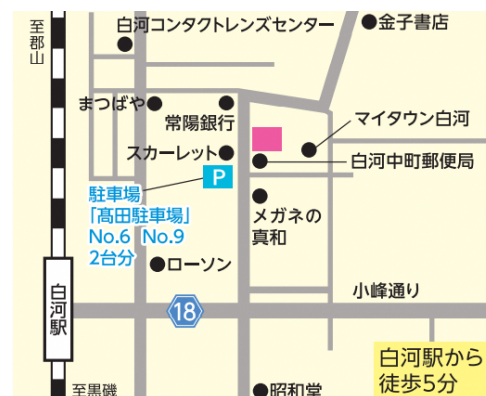 至郡山
白河コンタクトレンズセンター
金子書店
まつばや
常陽銀行
マイタウン白河
スカーレット
白河中町郵便局
P
駐車場
「髙田駐車場」
No.6 No.9
2台分
メガネの
真和
ローソン
白河駅
18
小峰通り
白河駅から
徒歩5分
至黒磯
昭和堂